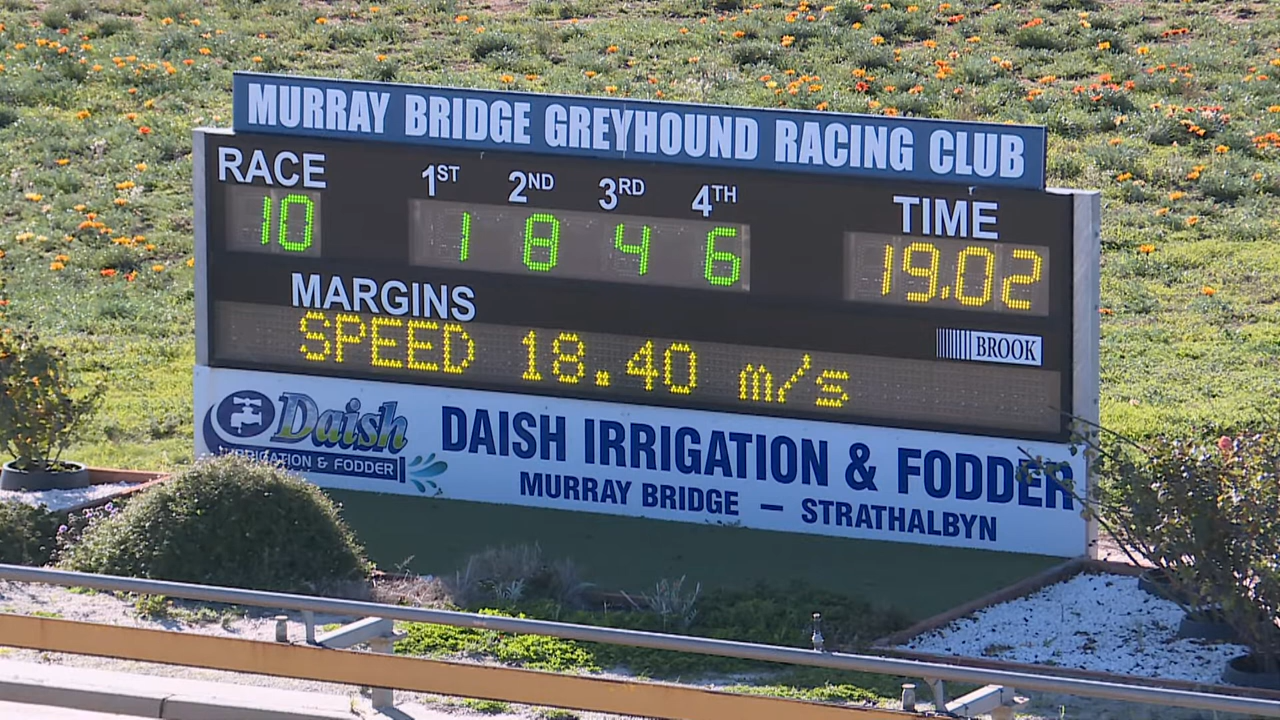 MURRAY BRIDGE GREYHOUND RACING CLUB
RACE 1ST 2ND 3RD 4TH TIME
10 1 8 4 6 19.02
MARGINS
BROOK
SPEED 18.40 m/s
Daish
IRRIGATION & FODDER
DAISH IRRIGATION & FODDER
MURRAY BRIDGE – STRATHALBYN